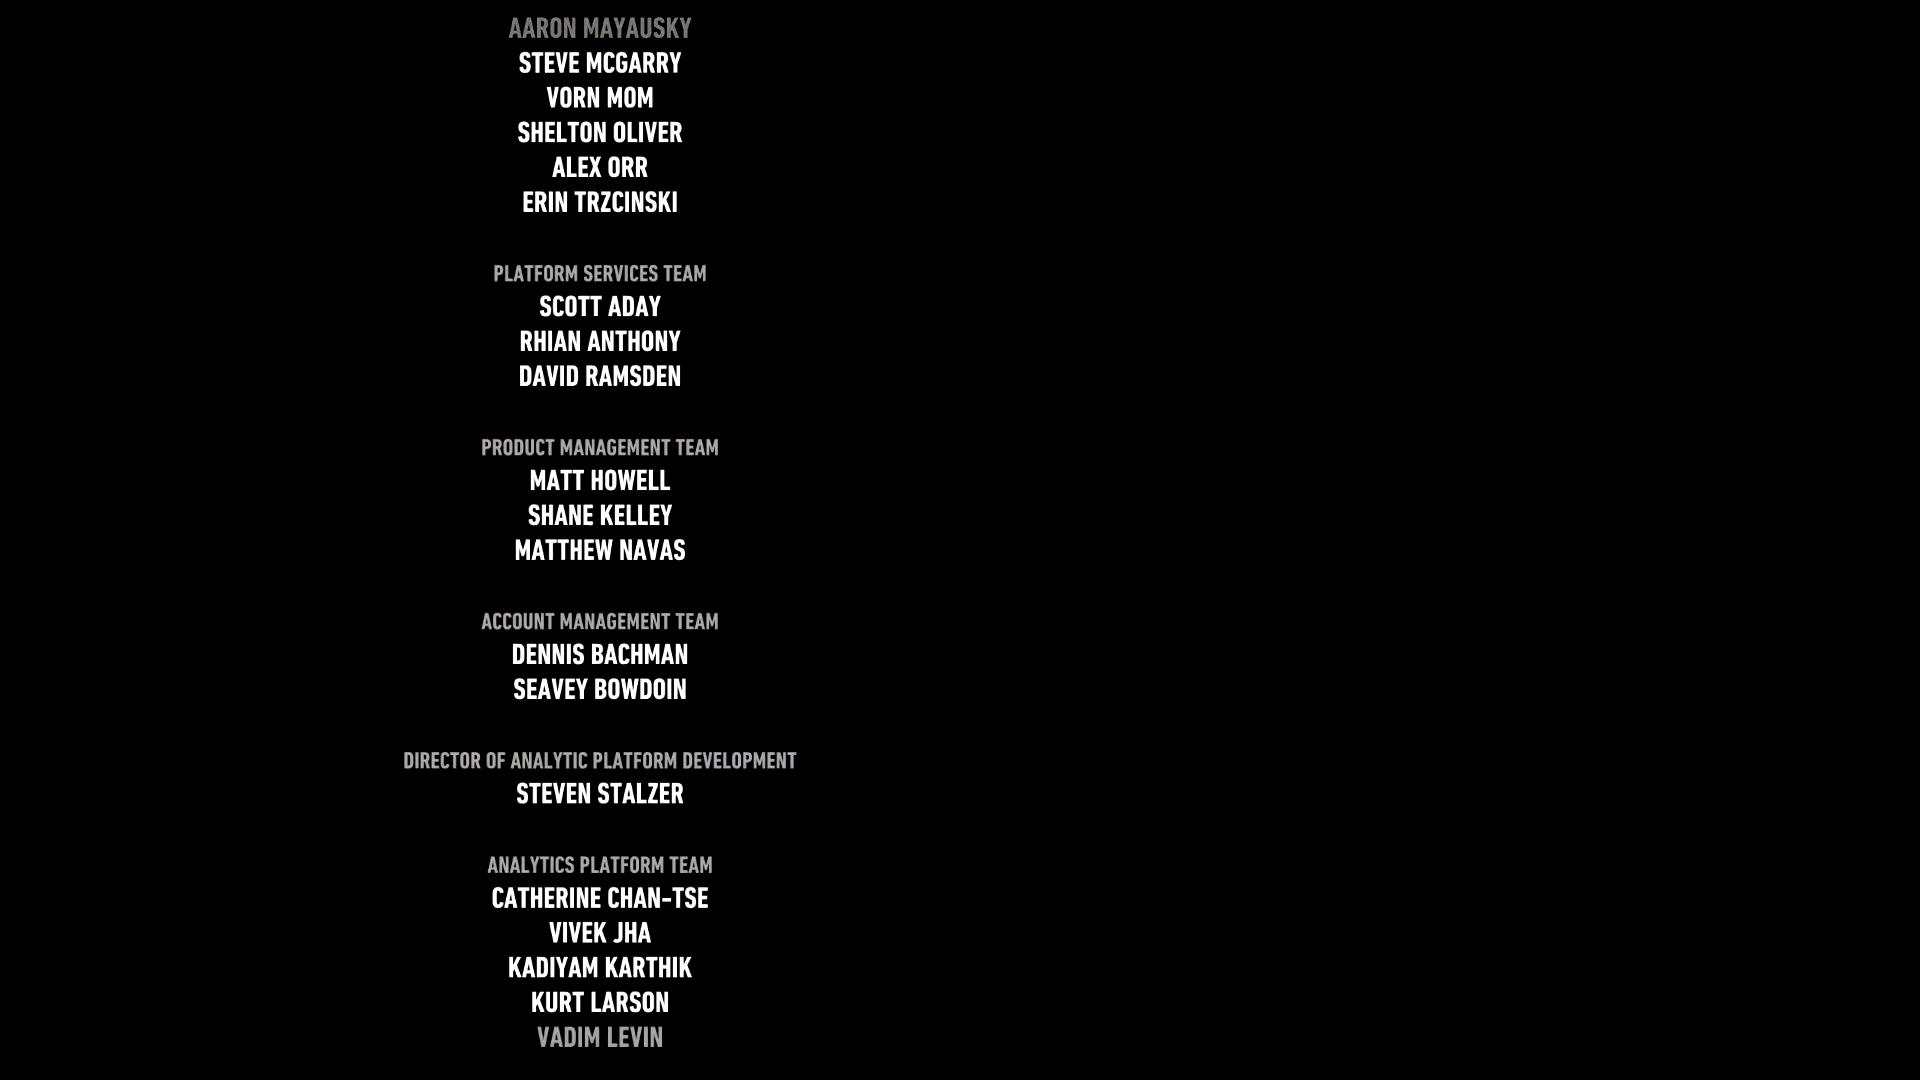 AARON MAYAUSKY
STEVE MCGARRY
VORN MOM
SHELTON OLIVER
ALEX ORR
ERIN TRZCINSKI
PLATFORM SERVICES TEAM
SCOTT ADAY
RHIAN ANTHONY
DAVID RAMSDEN
PRODUCT MANAGEMENT TEAM
MATT HOWELL
SHANE KELLEY
MATTHEW NAVAS
ACCOUNT MANAGEMENT TEAM
DENNIS BACHMAN
SEAVEY BOWDOIN
DIRECTOR OF ANALYTIC PLATFORM DEVELOPMENT
STEVEN STALZER
ANALYTICS PLATFORM TEAM
CATHERINE CHAN-TSE
VIVEK JHA
KADIYAM KARTHIK
KURT LARSON
VADIM LEVIN